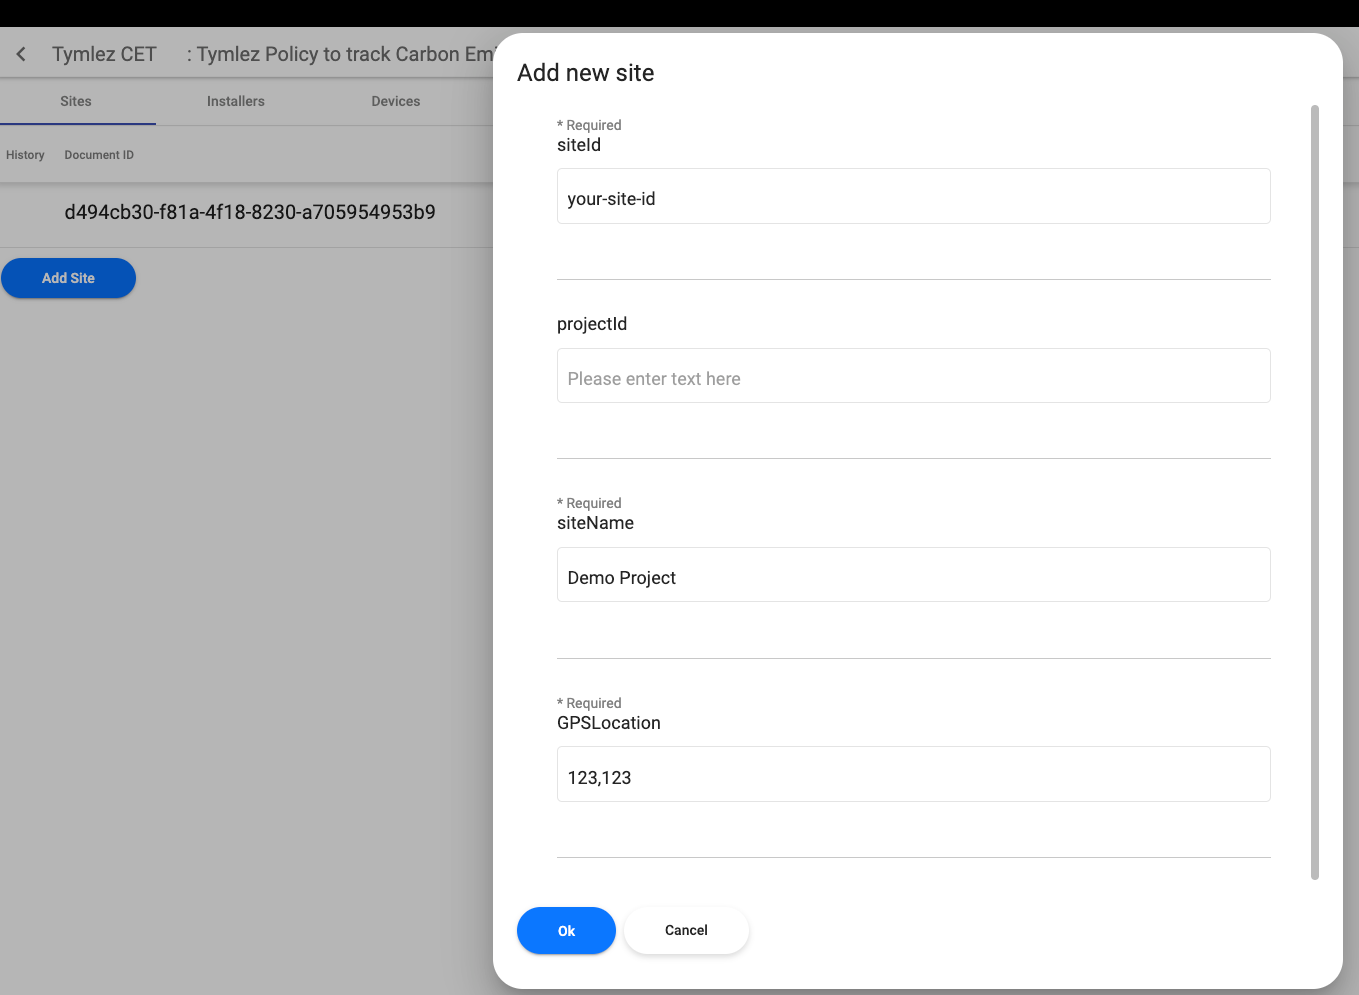 Tymlez CET : Tymlez Policy to track Carbon Em
Sites Installers Devices
History Document ID
d494cb30-f81a-4f18-8230-a705954953b9
Add Site
Add new site
* Required
siteId
your-site-id
projectId
Please enter text here
* Required
siteName
Demo Project
* Required
GPSLocation
123,123
Ok Cancel